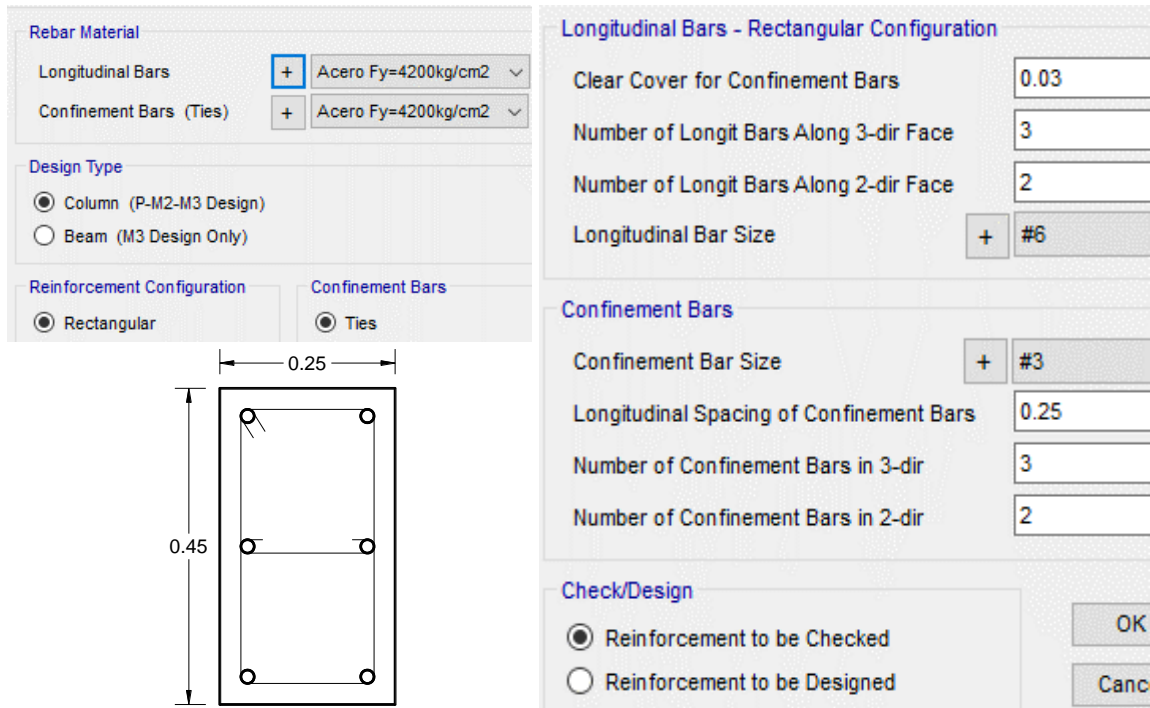 Rebar Material
Longitudinal Bars + Acero Fy=4200kg/cm2
Confinement Bars (Ties) + Acero Fy=4200kg/cm2
Design Type
Column (P-M2-M3 Design)
Beam (M3 Design Only)
Reinforcement Configuration Confinement Bars
Rectangular Ties
0.25
0.45
Longitudinal Bars - Rectangular Configuration
Clear Cover for Confinement Bars 0.03
Number of Longit Bars Along 3-dir Face 3
Number of Longit Bars Along 2-dir Face 2
Longitudinal Bar Size + #6
Confinement Bars
Confinement Bar Size + #3
Longitudinal Spacing of Confinement Bars 0.25
Number of Confinement Bars in 3-dir 3
Number of Confinement Bars in 2-dir 2
Check/Design
Reinforcement to be Checked
Reinforcement to be Designed
OK
Canc